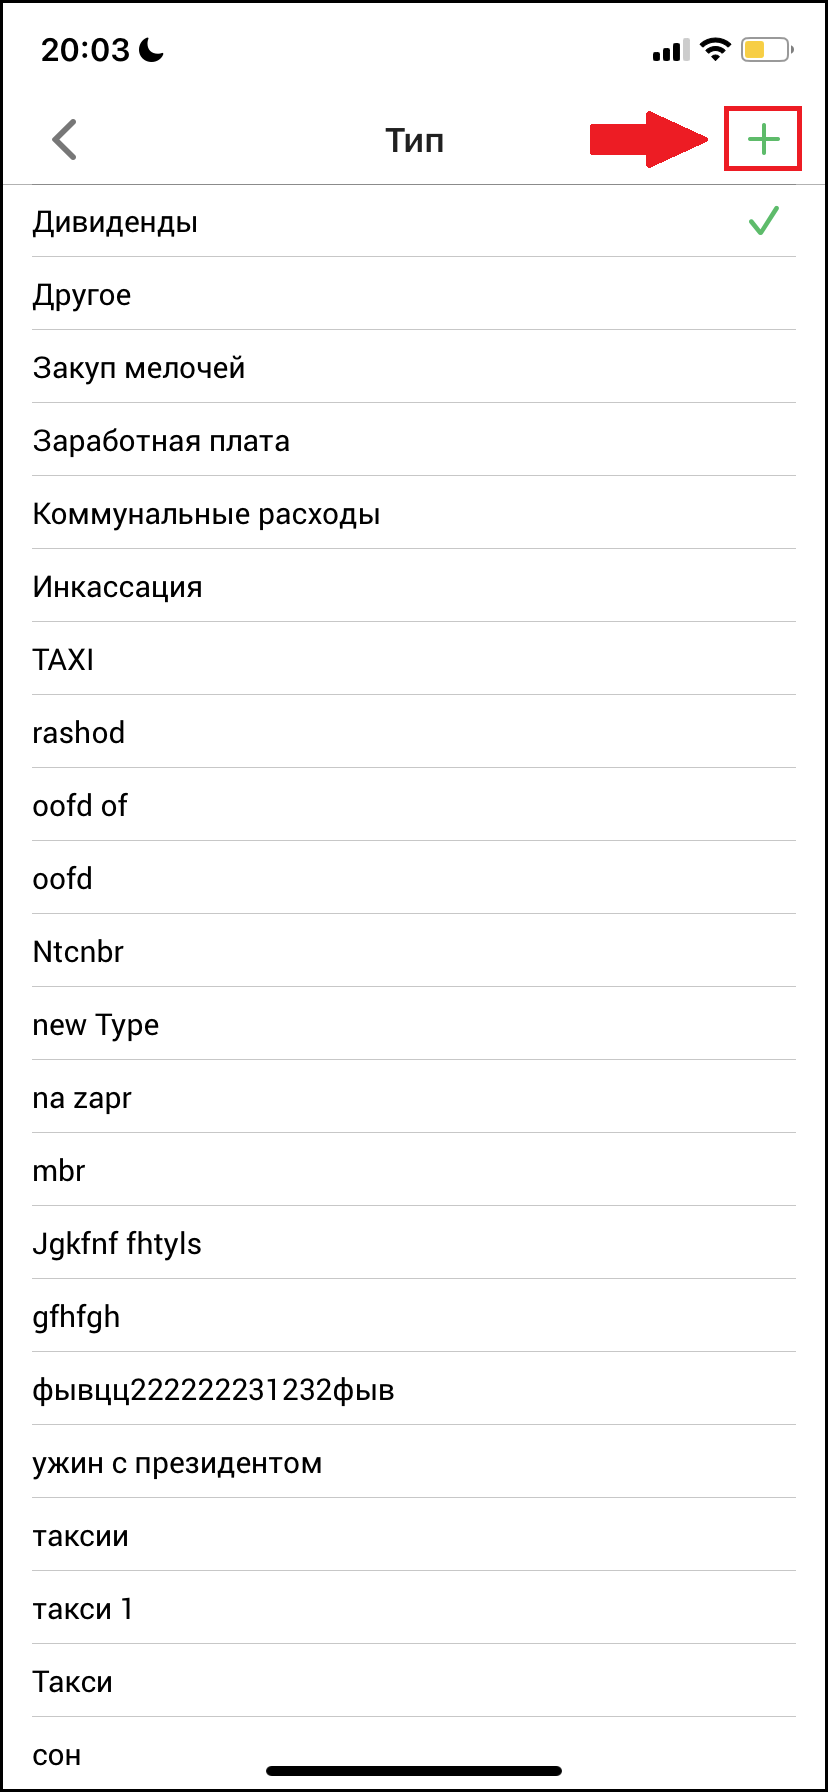 20:03
Тип
Дивиденды
Другое
Закуп мелочей
Заработная плата
Коммунальные расходы
Инкассация
TAXI
rashod
oofd of
oofd
Ntcnbr
new Type
na zapr
mbr
Jgkfnf fhtyls
gfhfgh
фывцц222222231232фыв
ужин с президентом
таксии
такси 1
Такси
сон